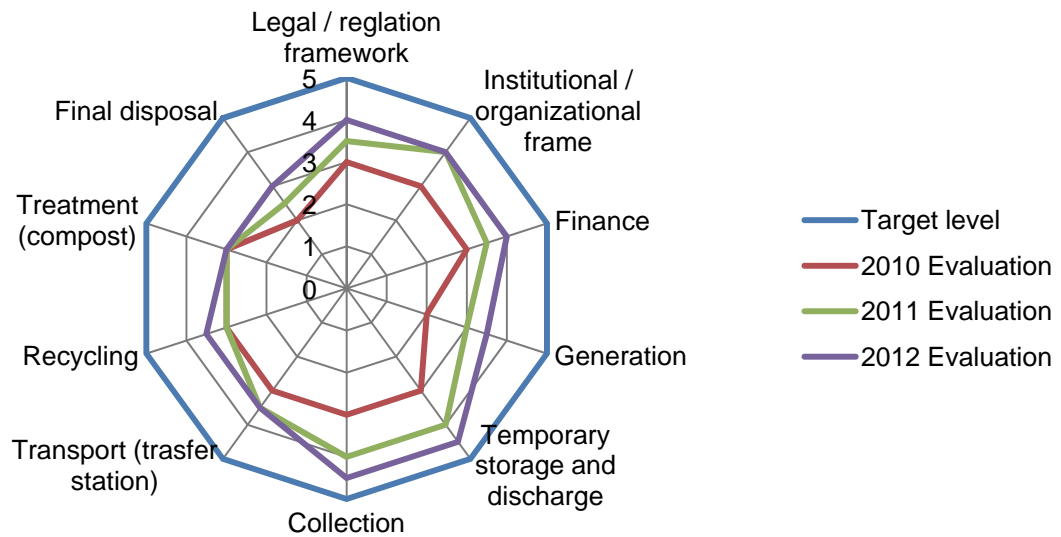 Legal / reglation
framework
Institutional /
organizational
frame
Finance
Generation
Temporary
storage and
discharge
Collection
Transport (trasfer
station)
Recycling
Treatment
(compost)
Final disposal
5
4
3
2
1
0
Target level
2010 Evaluation
2011 Evaluation
2012 Evaluation